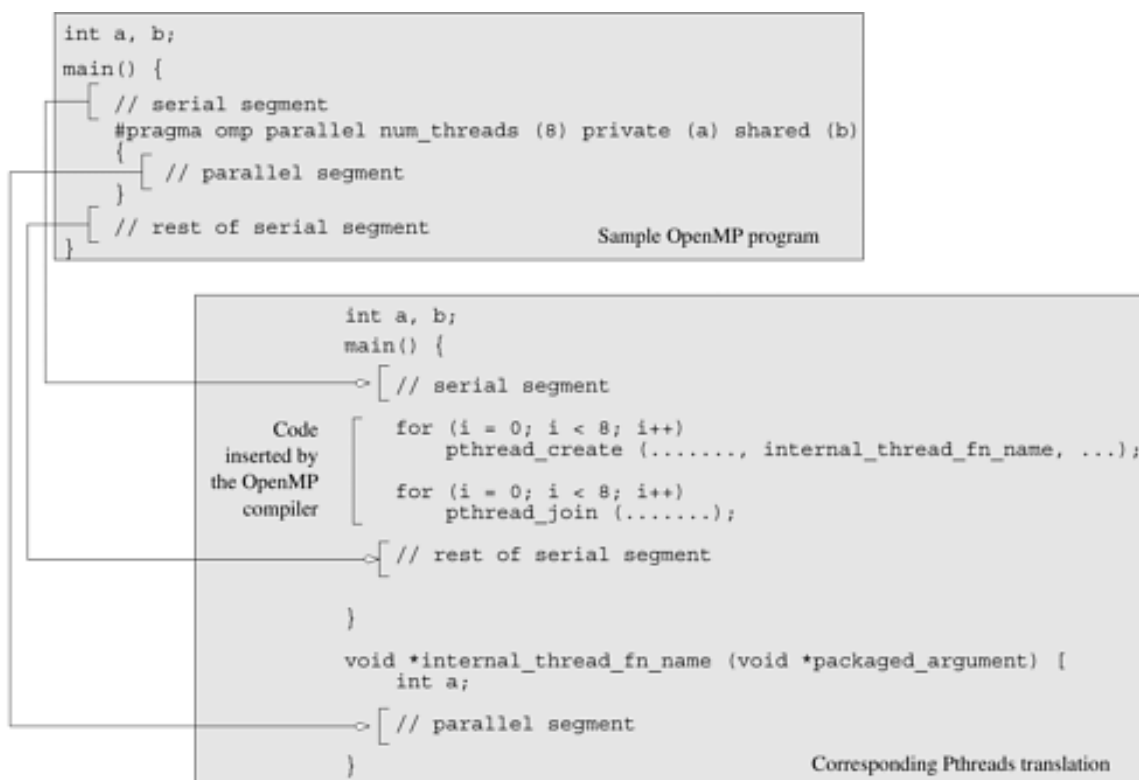 int a, b;
main() {
// serial segment
#pragma omp parallel num_threads (8) private (a) shared (b)
{
// parallel segment
}
// rest of serial segment
}
Sample OpenMP program
int a, b;
main() {
// serial segment
Code
inserted by
the OpenMP
compiler
for (i = 0; i < 8; i++)
pthread_create (......., internal_thread_fn_name, ...);
for (i = 0; i < 8; i++)
pthread_join (.......);
// rest of serial segment
}
void *internal_thread_fn_name (void *packaged_argument) [
int a;
// parallel segment
}
Corresponding Pthreads translation